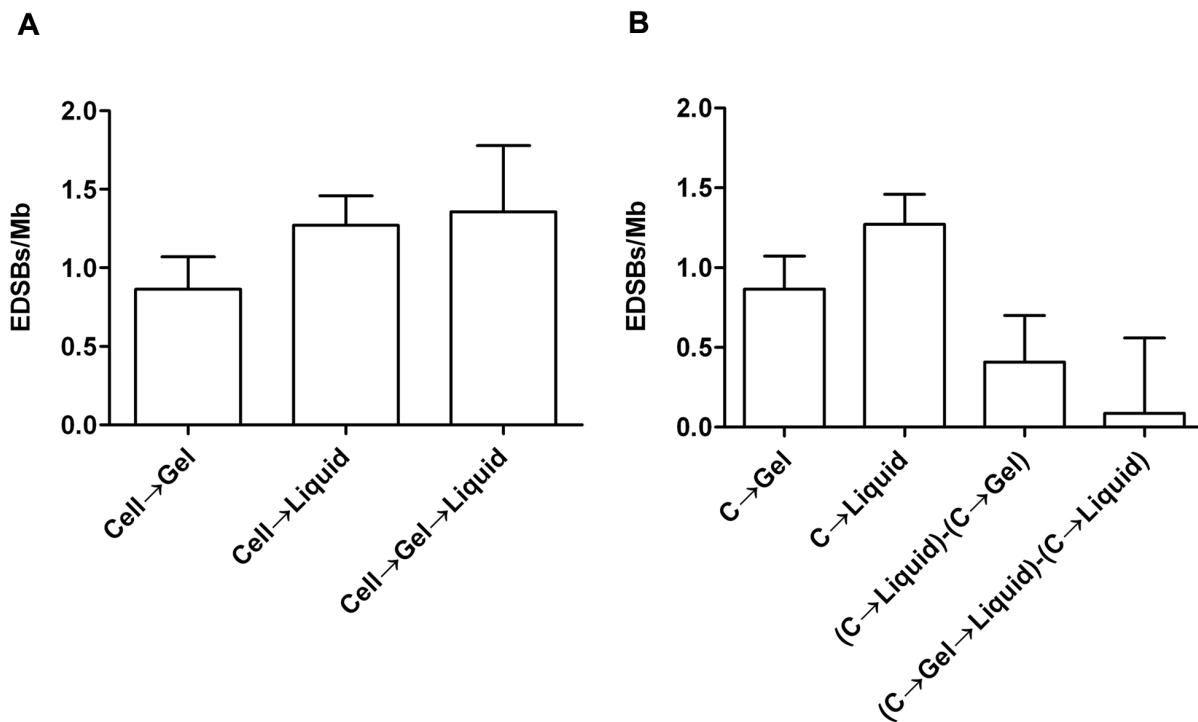 A
EDSBs/Mb
2.0
1.5
1.0
0.5
0.0
Cell→Gel
Cell→Liquid
Cell→Gel→Liquid
B
EDSBs/Mb
2.0
1.5
1.0
0.5
0.0
C→Gel
C→Liquid
(C→Liquid)-(C→Gel)
(C→Gel→Liquid)-(C→Liquid)